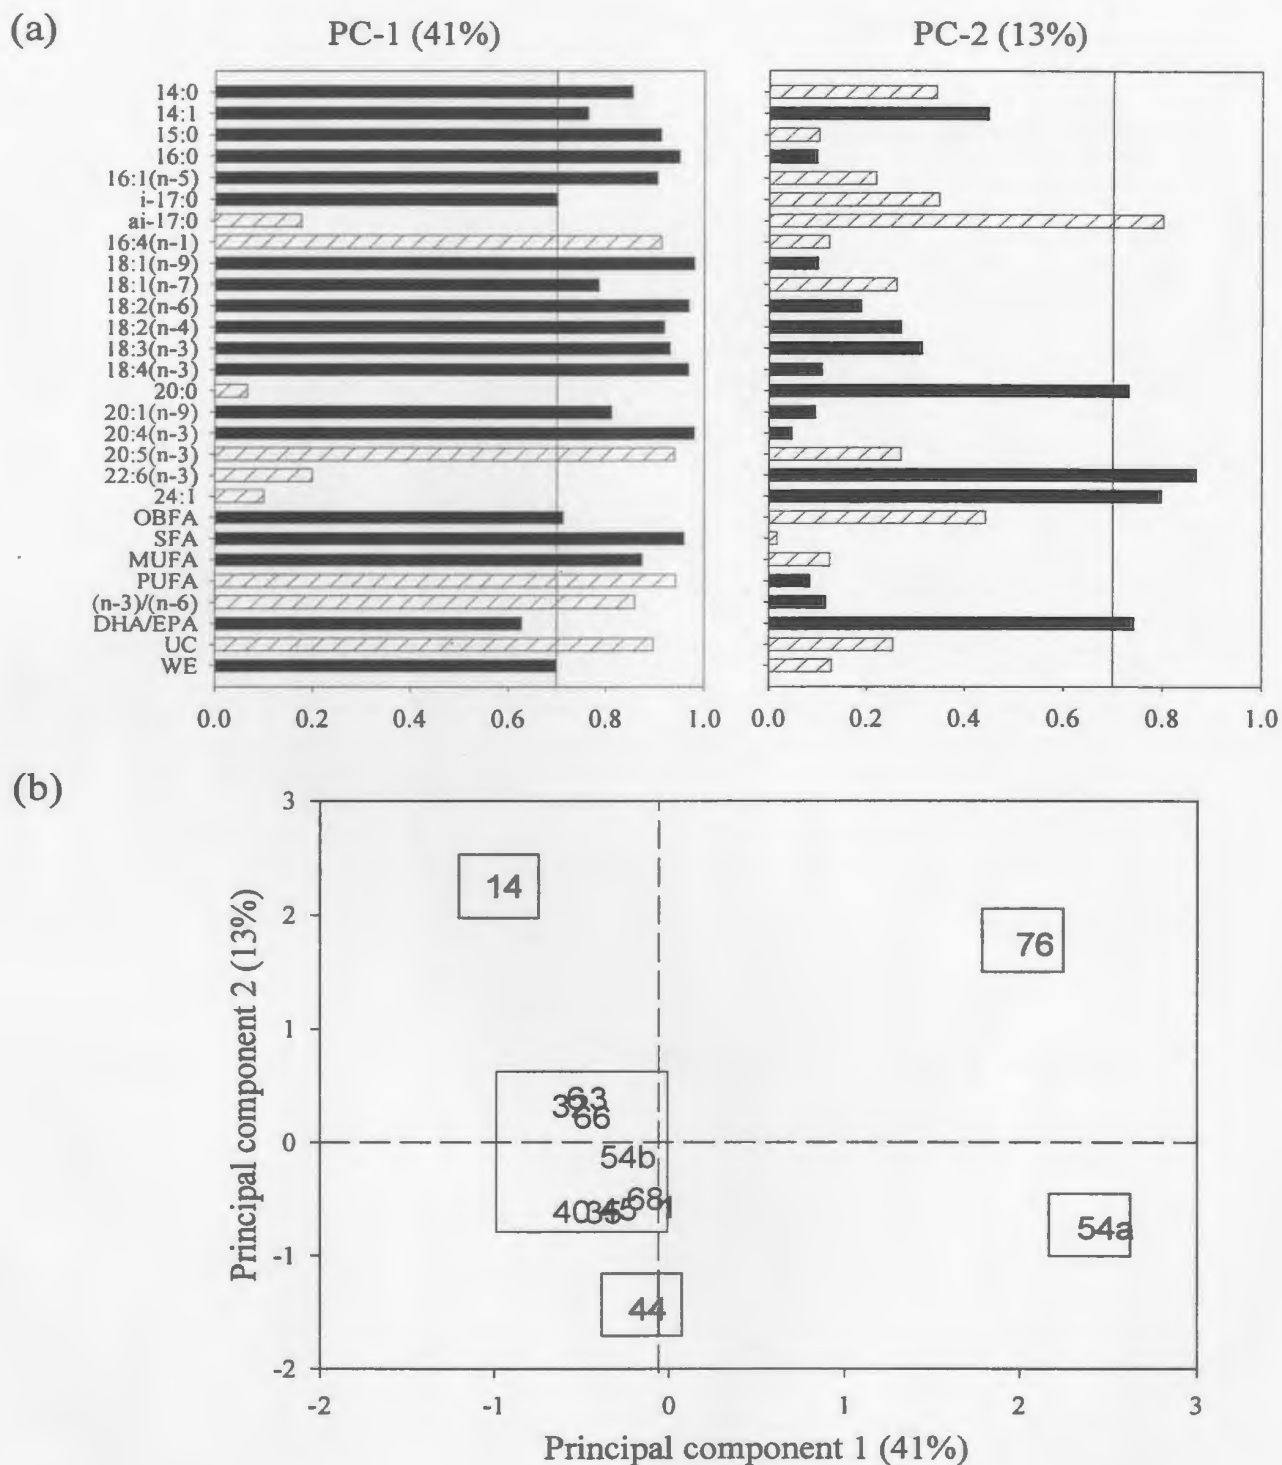 (a)
PC-1 (41%)
PC-2 (13%)
14:0
14:1
15:0
16:0
16:1(n-5)
i-17:0
ai-17:0
16:4(n-1)
18:1(n-9)
18:1(n-7)
18:2(n-6)
18:2(n-4)
18:3(n-3)
18:4(n-3)
20:0
20:1(n-9)
20:4(n-3)
20:5(n-3)
22:6(n-3)
24:1
OBFA
SFA
MUFA
PUFA
(n-3)/(n-6)
DHA/EPA
UC
WE
0.0 0.2 0.4 0.6 0.8 1.0
0.0 0.2 0.4 0.6 0.8 1.0
(b)
Principal component 2 (13%)
3
2
1
0
-1
-2
14
76
63
32
66
54b
68
1
40
35
45
54a
44
-2 -1 0 1 2 3
Principal component 1 (41%)